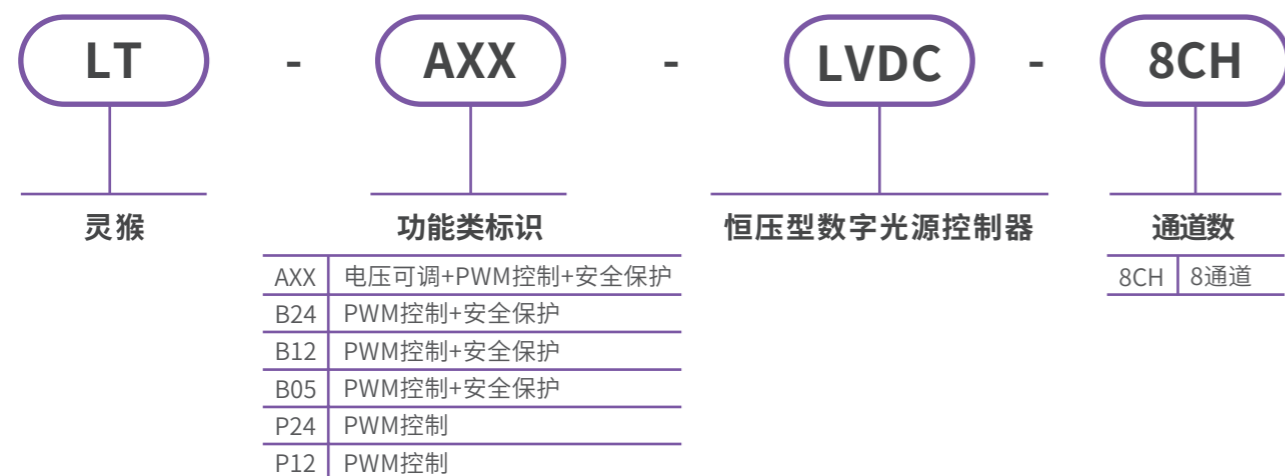 LT - AXX - LVDC - 8CH
灵猴 功能类标识 恒压型数字光源控制器 通道数
AXX 电压可调+PWM控制+安全保护 8CH 8通道
B24 PWM控制+安全保护
B12 PWM控制+安全保护
B05 PWM控制+安全保护
P24 PWM控制
P12 PWM控制